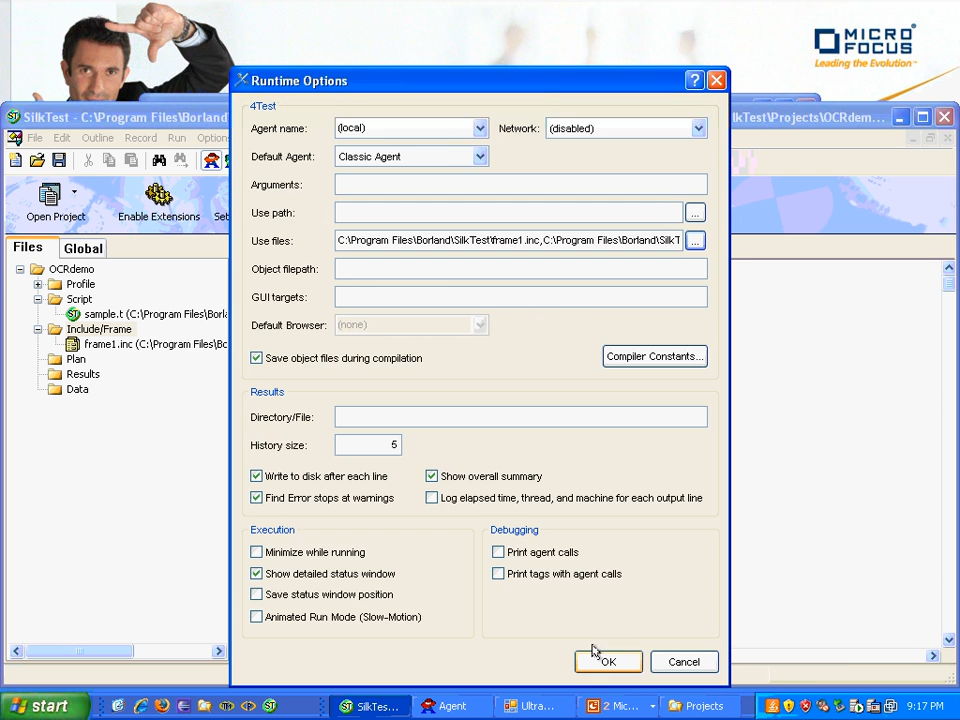 MICRO
FOCUS
Leading the Evolution
Runtime Options
SilkTest - C:\Program Files\Borland
lkTest\Projects\OCRdem...
File Edit Outline Record Run Option
Open Project
Enable Extensions
Set
Files
Global
OCRdemo
Profile
Script
sample.t (C:\Program Files\Borl
Include/Frame
frame1.inc (C:\Program Files\Bo
Plan
Results
Data
4Test
Agent name: (local) Network: (disabled)
Default Agent: Classic Agent
Arguments:
Use path: ...
Use files: C:\Program Files\Borland\SilkTest\frame1.inc,C:\Program Files\Borland\SilkT ...
Object filepath:
GUI targets:
Default Browser: (none)
Save object files during compilation
Compiler Constants...
Results
Directory/File:
History size: 5
Write to disk after each line
Show overall summary
Find Error stops at warnings
Log elapsed time, thread, and machine for each output line
Execution
Debugging
Minimize while running
Print agent calls
Show detailed status window
Print tags with agent calls
Save status window position
Animated Run Mode (Slow-Motion)
OK
Cancel
start
SilkTes...
Agent
Ultra...
2 Mic...
Projects
9:17 PM